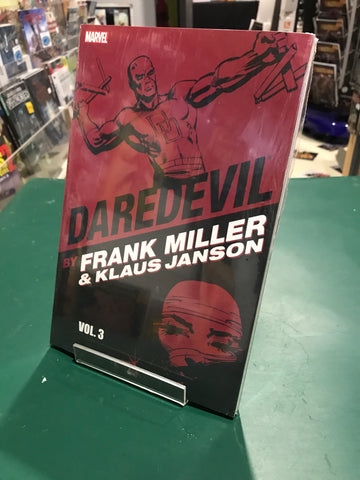 MARVEL
DAREDEVIL
BY FRANK MILLER
& KLAUS JANSON
VOL. 3